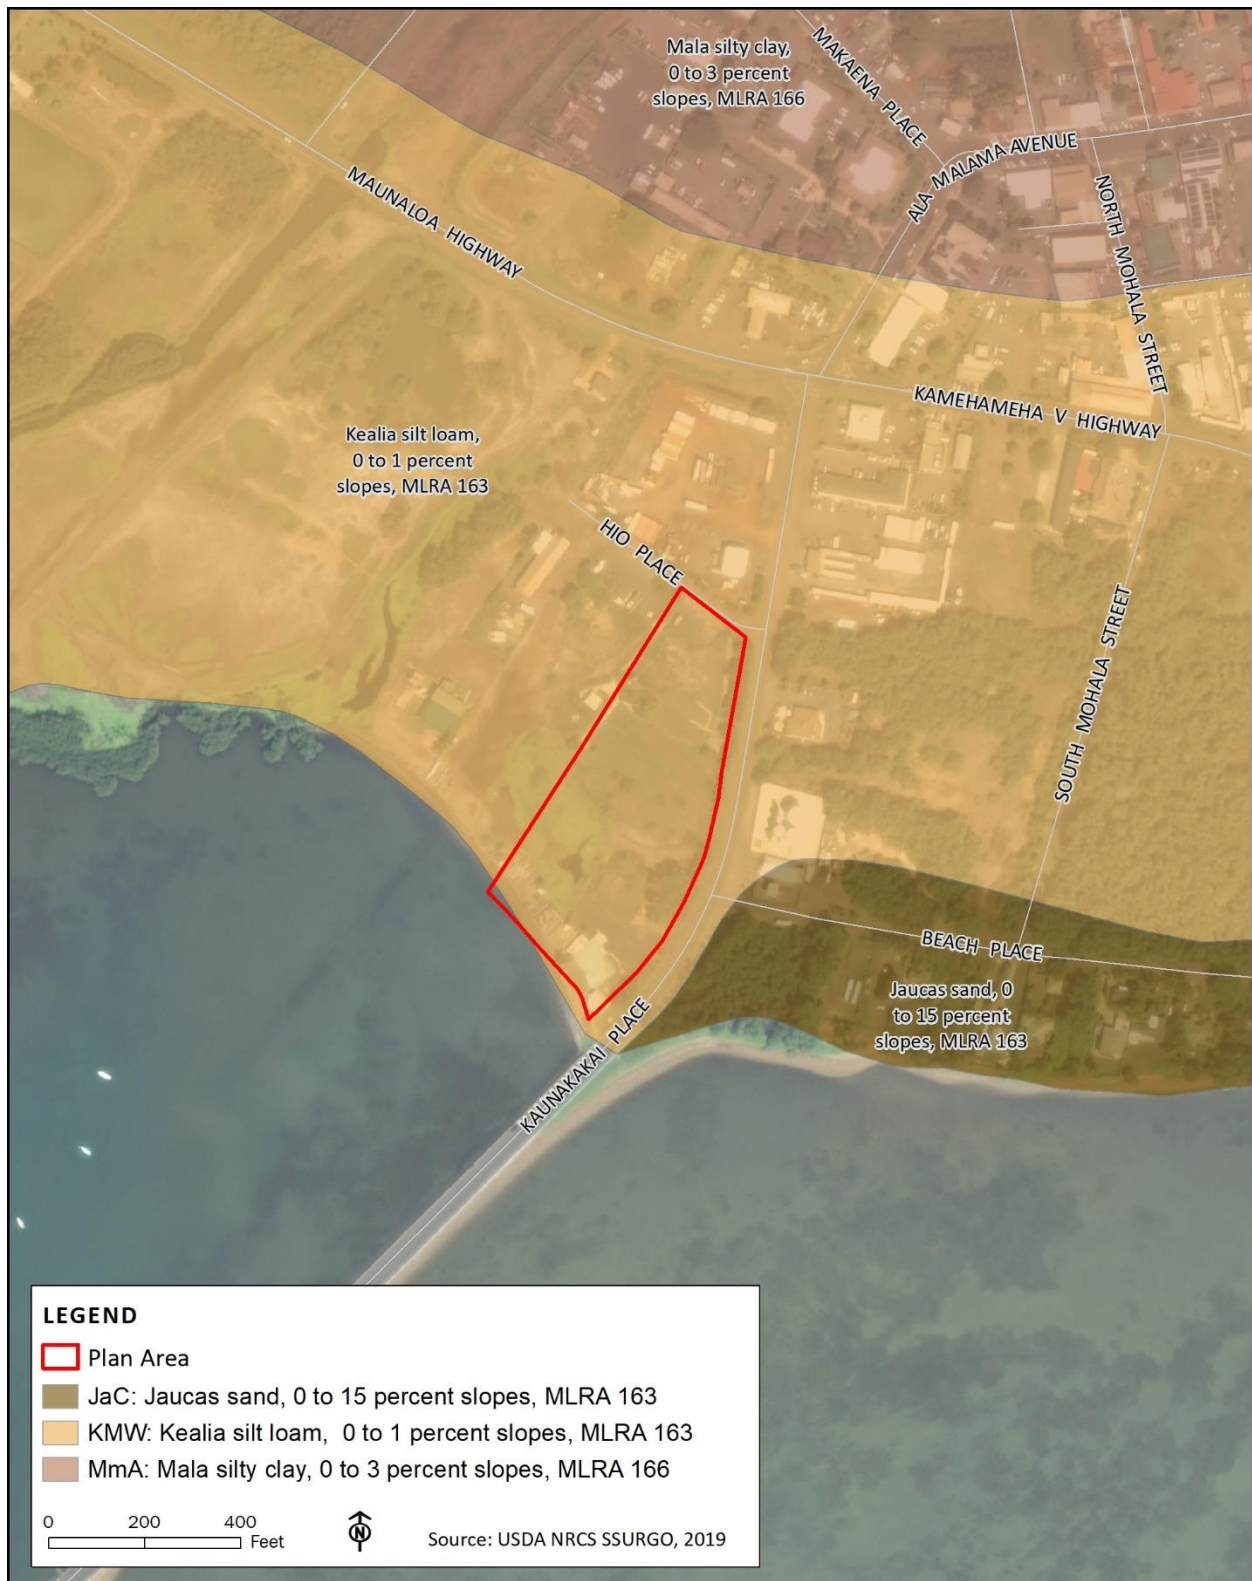 Mala silty clay,
0 to 3 percent
slopes, MLRA 166
MAKAENA PLACE
ALA MALAMA AVENUE
NORTH MOHALA STREET
MAUNALOA HIGHWAY
KAMEHAMEHA V HIGHWAY
Kealia silt loam,
0 to 1 percent
slopes, MLRA 163
HIO PLACE
SOUTH MOHALA STREET
BEACH PLACE
Jaucas sand, 0
to 15 percent
slopes, MLRA 163
KAUNAKAKAI PLACE
LEGEND
Plan Area
JaC: Jaucas sand, 0 to 15 percent slopes, MLRA 163
KMW: Kealia silt loam, 0 to 1 percent slopes, MLRA 163
MmA: Mala silty clay, 0 to 3 percent slopes, MLRA 166
0 200 400
Feet
N
Source: USDA NRCS SSURGO, 2019